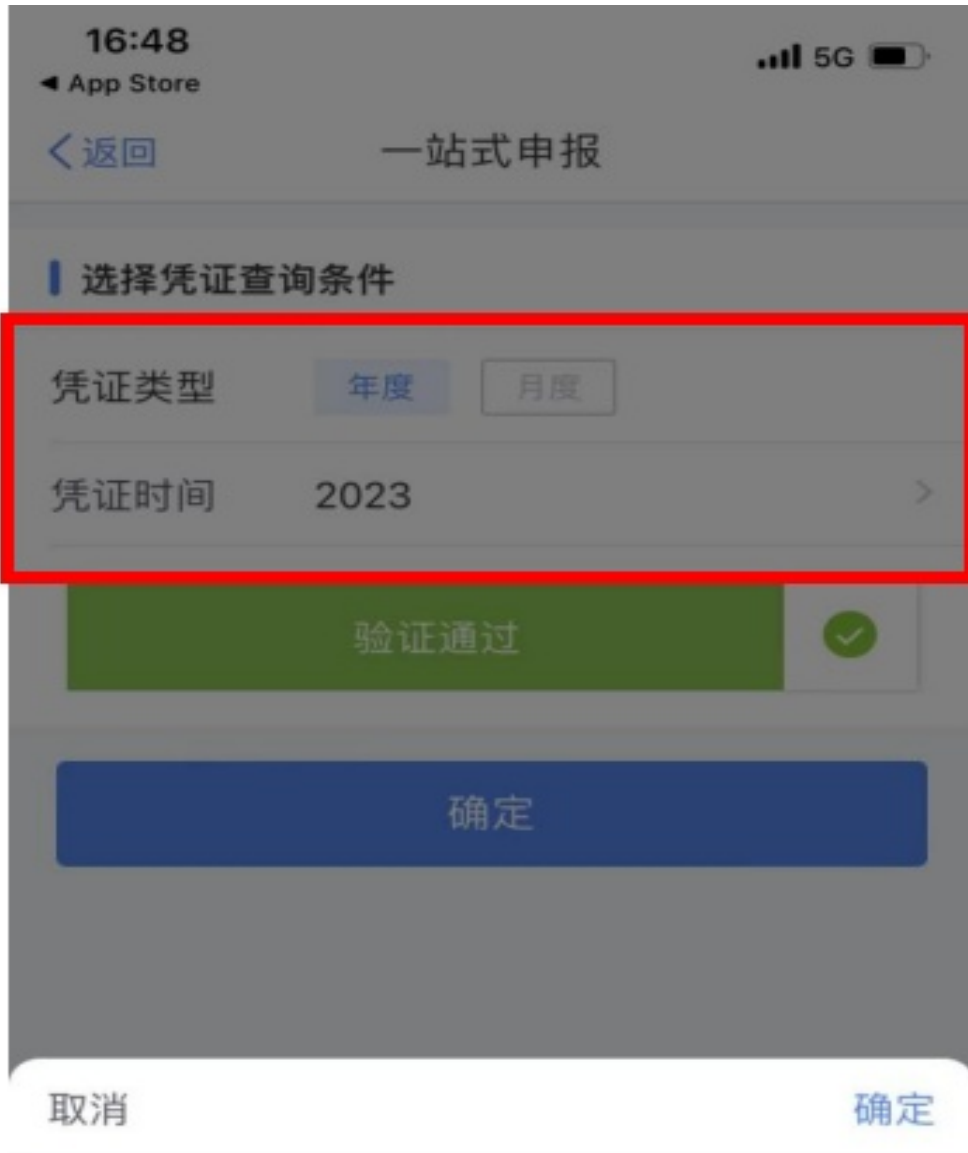 16:48
5G
◀ App Store
<返回 一站式申报
选择凭证查询条件
凭证类型 年度 月度
凭证时间 2023 >
验证通过
确定
取消 确定